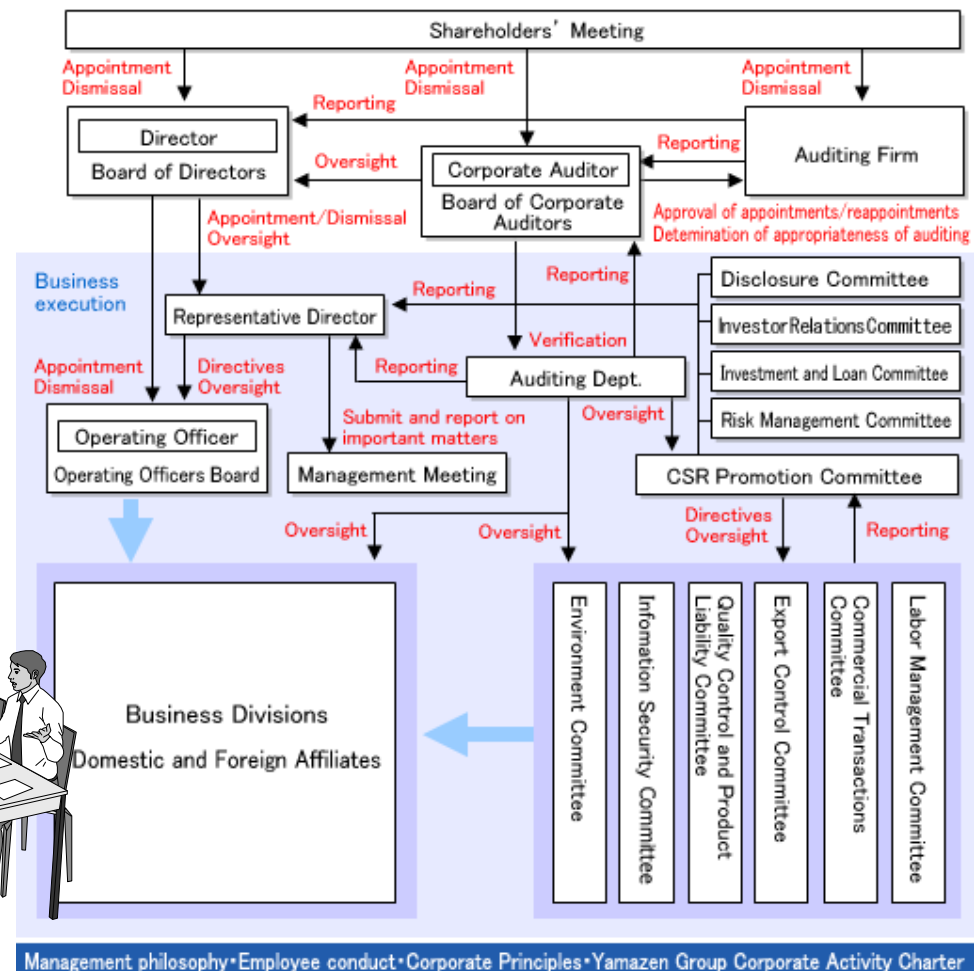 Shareholders' Meeting
Appointment
Dismissal
Appointment
Dismissal
Appointment
Dismissal
Reporting
Director
Board of Directors
Oversight
Corporate Auditor
Board of Corporate
Auditors
Reporting
Auditing Firm
Appointment/Dismissal
Oversight
Approval of appointments/reappointments
Detemination of appropriateness of auditing
Business
execution
Reporting
Reporting
Disclosure Committee
Investor Relations Committee
Investment and Loan Committee
Risk Management Committee
Representative Director
Verification
Appointment
Dismissal
Directives
Oversight
Reporting
Auditing Dept.
Oversight
Submit and report on
important matters
Operating Officer
Operating Officers Board
Management Meeting
CSR Promotion Committee
Oversight
Oversight
Directives
Oversight
Reporting
Business Divisions
Domestic and Foreign Affiliates
Environment Committee
Infomation Security Committee
Quality Control and Product
Liability Committee
Export Control Committee
Commercial Transactions
Committee
Labor Management Committee
Management philosophy・Employee conduct・Corporate Principles・Yamazen Group Corporate Activity Charter